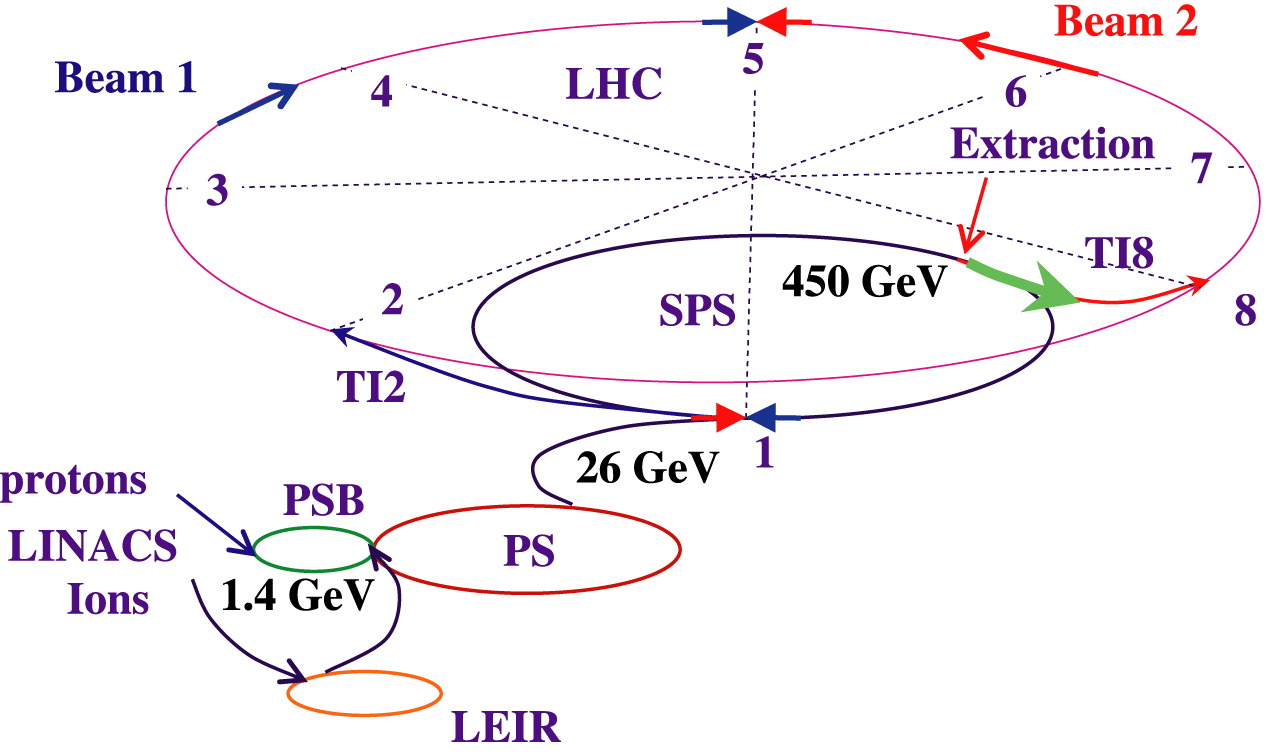 Beam 2
5
Beam 1
LHC
4
6
Extraction
7
3
TI8
450 GeV
2
SPS
8
TI2
1
26 GeV
protons
PSB
LINACS
PS
Ions
1.4 GeV
LEIR